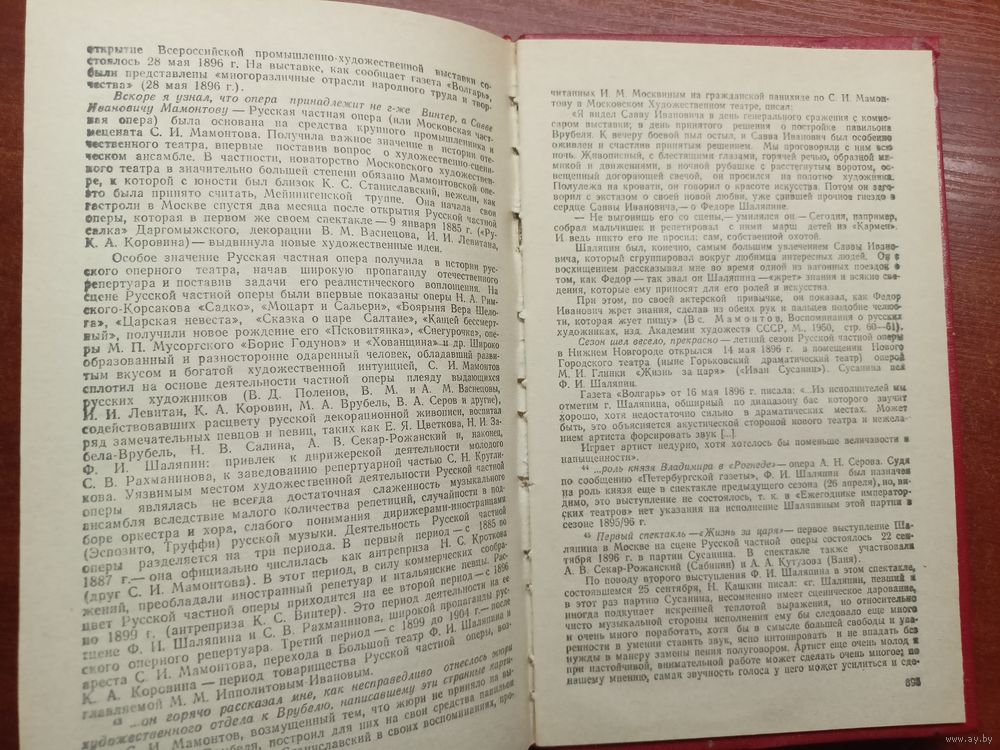 открытие Всероссийской промышленно-художественной выставки со-
стоялось 28 мая 1896 г. На выставке, как сообщает газета «Волгарь»,
были представлены «многоразличные отрасли народного труда и твор-
чества» (28 мая 1896 г.).
Вскоре я узнал, что опера принадлежит не г-же Винтер, а Савве
Ивановичу Мамонтову — Русская частная опера (или Московская част-
ная опера) была основана на средства крупного промышленника и
мецената С. И. Мамонтова. Получила важное значение в истории оте-
чественного театра, впервые поставив вопрос о художественно-сцени-
ческом ансамбле. В частности, новаторство Московского Художествен-
ного театра в значительно большей степени обязано Мамонтовской опе-
ре, к которой с юности был близок К. С. Станиславский, нежели, как
это было принято считать, Мейнингенской труппе. Она начала свои
гастроли в Москве спустя два месяца после открытия Русской частной
оперы, которая в первом же своем спектакле — 9 января 1885 г. («Ру-
салка» Даргомыжского, декорации В. М. Васнецова, И. И. Левитана,
К. А. Коровина) — выдвинула новые художественные идеи.
Особое значение Русская частная опера получила в истории рус-
ского оперного театра, начав широкую пропаганду отечественного
репертуара и поставив задачи его реалистического воплощения. На
сцене Русской частной оперы были впервые показаны оперы Н. А. Рим-
ского-Корсакова «Садко», «Моцарт и Сальери», «Боярыня Вера Шело-
га», «Царская невеста», «Сказка о царе Салтане», «Кащей бессмерт-
ный», получили новое рождение его «Псковитянка», «Снегурочка», опе-
ры М. П. Мусоргского «Борис Годунов» и «Хованщина» и др. Широко
образованный и разносторонне одаренный человек, обладавший разви-
тым вкусом и богатой художественной интуицией, С. И. Мамонтов
сплотил на основе деятельности частной оперы плеяду выдающихся
русских художников (В. Д. Поленов, В. М. и А. М. Васнецовы,
И. И. Левитан, К. А. Коровин, М. А. Врубель, В. А. Серов и другие),
содействовавших расцвету русской декорационной живописи, воспитал
ряд замечательных певцов и певиц, таких как Е. Я. Цветкова, Н. И. За-
бела-Врубель, Н. В. Салина, А. В. Секар-Рожанский и, наконец,
Ф. И. Шаляпин; привлек к дирижерской деятельности молодого
С. В. Рахманинова, к заведованию репертуарной частью С. Н. Кругли-
кова. Уязвимым местом художественной деятельности Русской частной
оперы являлась не всегда достаточная слаженность музыкального
ансамбля вследствие малого количества репетиций, случайности в под-
боре оркестра и хора, слабого понимания дирижерами-иностранцами
(Эспозито, Труффи) русской музыки. Деятельность Русской частной
оперы разделяется на три периода. В первый период — с 1885 по
1887 г. — она официально числилась как антреприза Н. С. Кроткова
(друг С. И. Мамонтова). В этот период, в силу коммерческих сообра-
жений, преобладали иностранный репертуар и итальянские певцы. Рас-
цвет Русской частной оперы приходится на ее второй период — с 1896
по 1899 г. (антреприза К. С. Винтер). Это период деятельности на ее
сцене Ф. И. Шаляпина и С. В. Рахманинова, широкой пропаганды рус-
ского оперного репертуара. Третий период — с 1899 до 1904 г. — после
ареста С. И. Мамонтова, перехода в Большой театр Ф. И. Шаляпина и
К. А. Коровина — период товарищества Русской частной оперы, воз-
главляемой М. М. Ипполитовым-Ивановым.
...он горячо рассказал мне, как несправедливо отнеслось жюри
художественного отдела к Врубелю, написавшему эти странные карти-
С. И. Мамонтов, возмущенный тем, что жюри не приняло на вы-
Врубеля, построил для них на свои средства павильон
Станиславский в своих воспоминаниях, про-
читанных И. М. Москвиным на гражданской панихиде по С. И. Мамон-
тову в Московском Художественном театре, писал:
«Я видел Савву Ивановича в день генерального сражения с комис-
саром выставки; в день принятого решения о постройке павильона
Врубеля. К вечеру боевой пыл остыл, и Савва Иванович был особенно
оживлен и счастлив принятым решением. Мы проговорили с ним всю
ночь. Живописный, с блестящими глазами, горячей речью, образной ми-
микой и движениями, в ночной рубашке с расстегнутым воротом, ос-
вещенный догорающей свечой, он просился на полотно художника.
Полулежа на кровати, он говорил о красоте искусства. Потом он заго-
ворил с экстазом о своей новой любви, уже свившей прочное гнездо в
сердце Саввы Ивановича, — о Федоре Шаляпине.
— Не выгонишь его со сцены, — умилялся он — Сегодня, например,
собрал мальчишек и репетировал с ними марш детей из «Кармен».
И ведь никто его не просил: сам, собственной охотой.
Шаляпин был, конечно, самым большим увлечением Саввы Ивано-
вича, который сгруппировал вокруг любимца интересных людей. Он с
восхищением рассказывал мне во время одной из вагонных поездок о
том, как Федор — так звал он Шаляпина — «жрет» знания и всякие све-
дения, которые ему приносят для его ролей и искусства.
При этом, по своей актерской привычке, он показал, как Федор
Иванович жрет знания, сделав из обеих рук и пальцев подобие челюс-
ти, которая жует пищу» (Вс. Мамонтов, Воспоминания о русских
художниках, изд. Академии художеств СССР, М., 1950, стр. 60—61).
Сезон шел весело, прекрасно — летний сезон Русской частной оперы
в Нижнем Новгороде открылся 14 мая 1896 г. в помещении Нового
Городского театра (ныне Горьковский драматический театр) оперой
М. И. Глинки «Жизнь за царя» («Иван Сусанин»). Сусанина пел
Ф. И. Шаляпин.
Газета «Волгарь» от 16 мая 1896 г. писала: «...Из исполнителей мы
отметим г. Шаляпина, обширный по диапазону бас которого звучит
хорошо, хотя недостаточно сильно в драматических местах. Может
быть, это объясняется акустической стороной нового театра и нежела-
нием артиста форсировать звук [...].
Играет артист недурно, хотя хотелось бы поменьше величавости и
напыщенности».
⁴⁴ ...роль князя Владимира в «Рогнеде» — опера А. Н. Серова. Судя
по сообщению «Петербургской газеты», Ф. И. Шаляпин был назначен
на роль князя еще в спектакле предыдущего сезона (26 апреля), но, ви-
димо, это выступление не состоялось, т. к. в «Ежегоднике император-
ских театров» нет указания на исполнение Шаляпиным этой партии в
сезоне 1895/96 г.
⁴⁵ Первый спектакль — «Жизнь за царя» — первое выступление Ша-
ляпина в Москве на сцене Русской частной оперы состоялось 22 сен-
тября 1896 г. в партии Сусанина. В спектакле также участвовали
А. В. Секар-Рожанский (Сабинин) и А. А. Кутузова (Ваня).
По поводу второго выступления Ф. И. Шаляпина в этом спектакле,
состоявшегося 25 сентября, Н. Кашкин писал: «г. Шаляпин, певший и
в этот раз партию Сусанина, несомненно имеет сценическое дарование,
иногда подкупает искренней теплотой выражения, но относительно
чисто музыкальной стороны исполнения ему бы следовало еще много
и очень много поработать, хотя бы в смысле большей свободы и уве-
ренности в умении ставить звук, ясно интонировать и не впадать без
нужды в манеру замены пения полуговором. Артист еще очень молод и
при настойчивой, внимательной работе может сделать очень многое; по
нашему мнению, самая звучность голоса у него может усилиться и сде-
695
www.ay.by